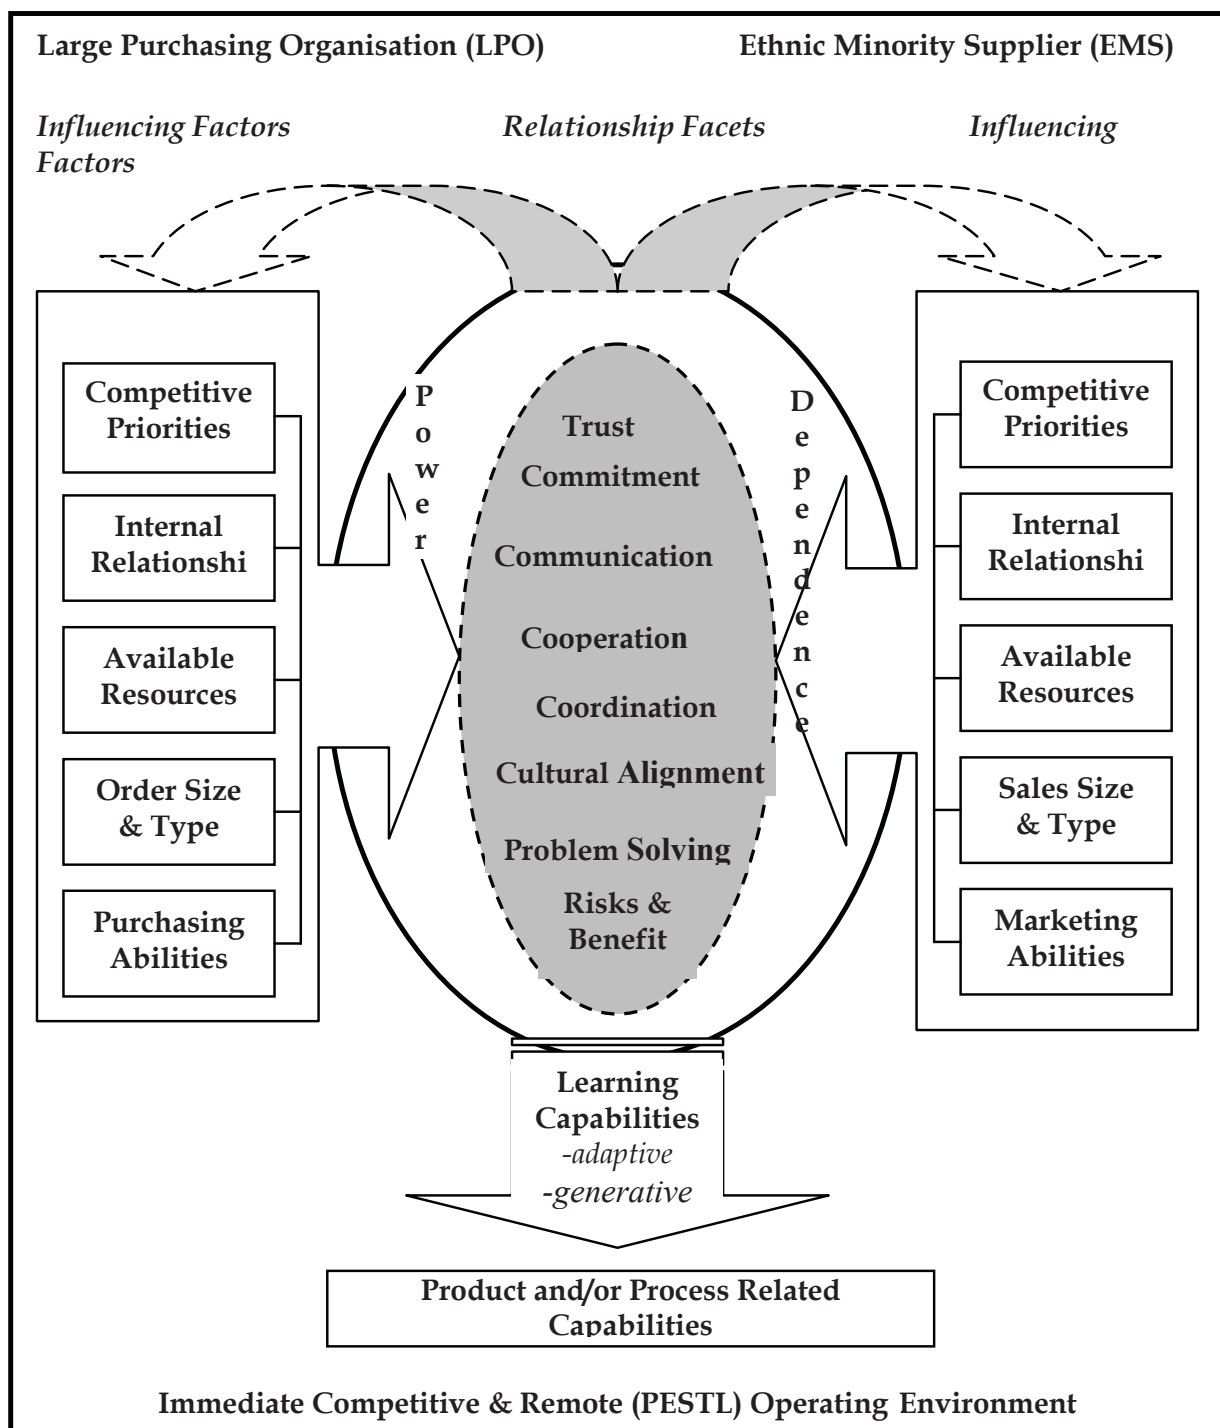 Large Purchasing Organisation (LPO)
Ethnic Minority Supplier (EMS)
Influencing Factors
Relationship Facets
Influencing
Factors
Competitive
Priorities
Internal
Relationshi
Available
Resources
Order Size
& Type
Purchasing
Abilities
Power
Trust
Commitment
Communication
Cooperation
Coordination
Cultural Alignment
Problem Solving
Risks &
Benefit
Dependence
Competitive
Priorities
Internal
Relationshi
Available
Resources
Sales Size
& Type
Marketing
Abilities
Learning
Capabilities
-adaptive
-generative
Product and/or Process Related
Capabilities
Immediate Competitive & Remote (PESTL) Operating Environment